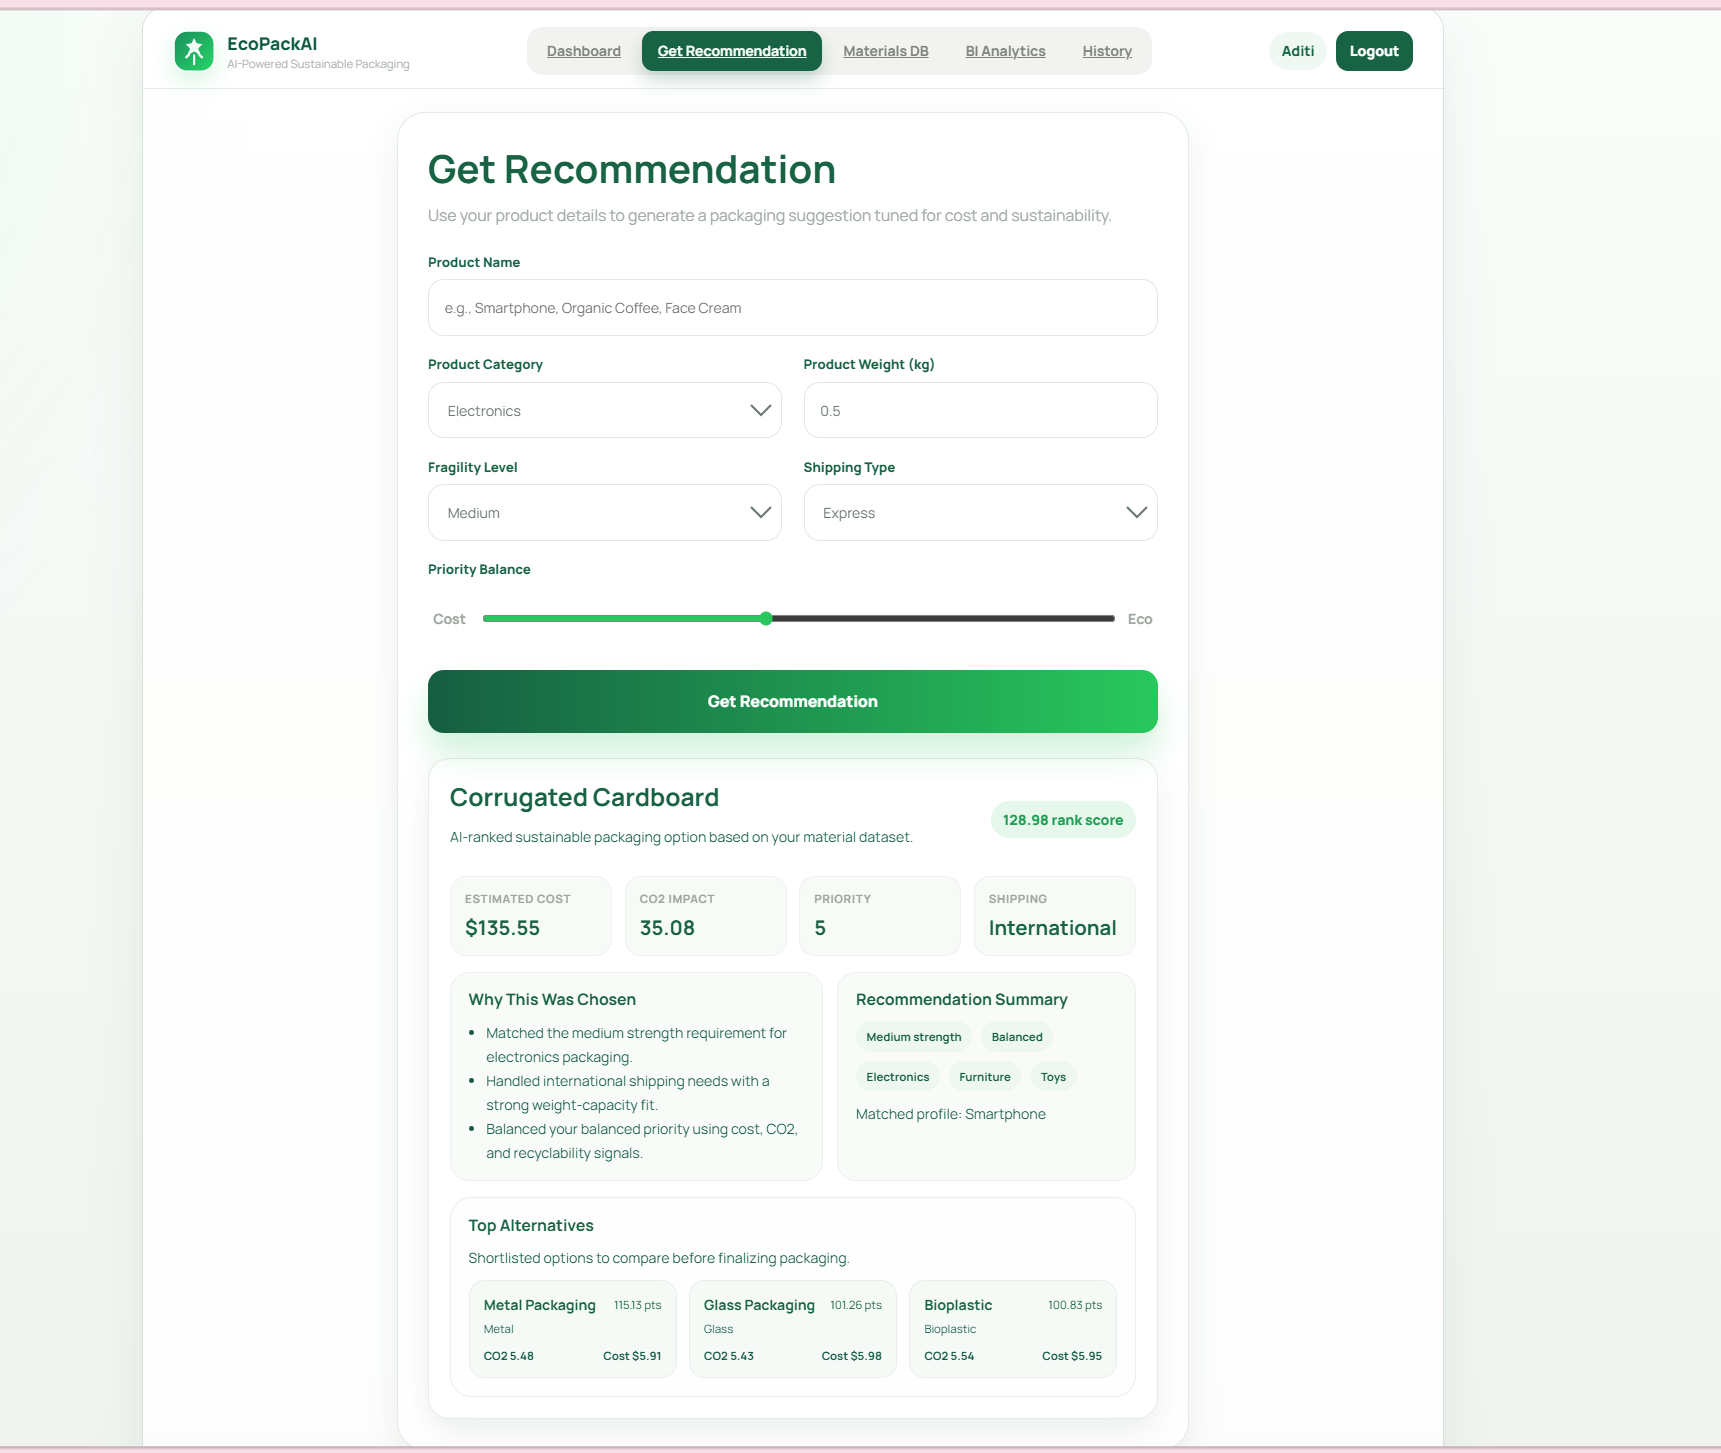 EcoPackAI
AI-Powered Sustainable Packaging
Dashboard Get Recommendation Materials DB BI Analytics History
Aditi Logout
Get Recommendation
Use your product details to generate a packaging suggestion tuned for cost and sustainability.
Product Name
e.g., Smartphone, Organic Coffee, Face Cream
Product Category Product Weight (kg)
Electronics 0.5
Fragility Level Shipping Type
Medium Express
Priority Balance
Cost Eco
Get Recommendation
Corrugated Cardboard
128.98 rank score
AI-ranked sustainable packaging option based on your material dataset.
ESTIMATED COST CO2 IMPACT PRIORITY SHIPPING
$135.55 35.08 5 International
Why This Was Chosen
Matched the medium strength requirement for
electronics packaging.
Handled international shipping needs with a
strong weight-capacity fit.
Balanced your balanced priority using cost, CO2,
and recyclability signals.
Recommendation Summary
Medium strength Balanced
Electronics Furniture Toys
Matched profile: Smartphone
Top Alternatives
Shortlisted options to compare before finalizing packaging.
Metal Packaging 115.13 pts
Metal
CO2 5.48 Cost $5.91
Glass Packaging 101.26 pts
Glass
CO2 5.43 Cost $5.98
Bioplastic 100.83 pts
Bioplastic
CO2 5.54 Cost $5.95